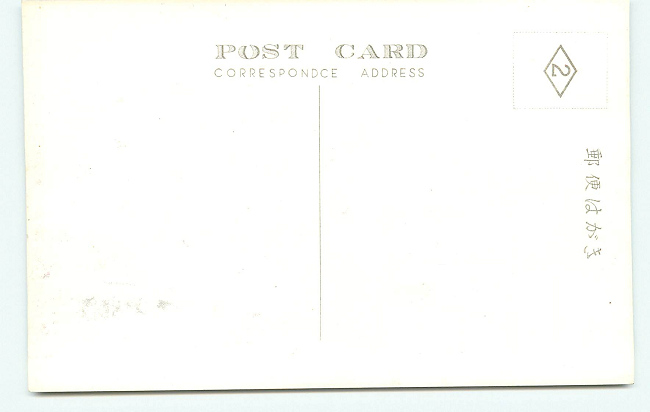 POST CARD
CORRESPONDCE ADDRESS
2
郵便はがき